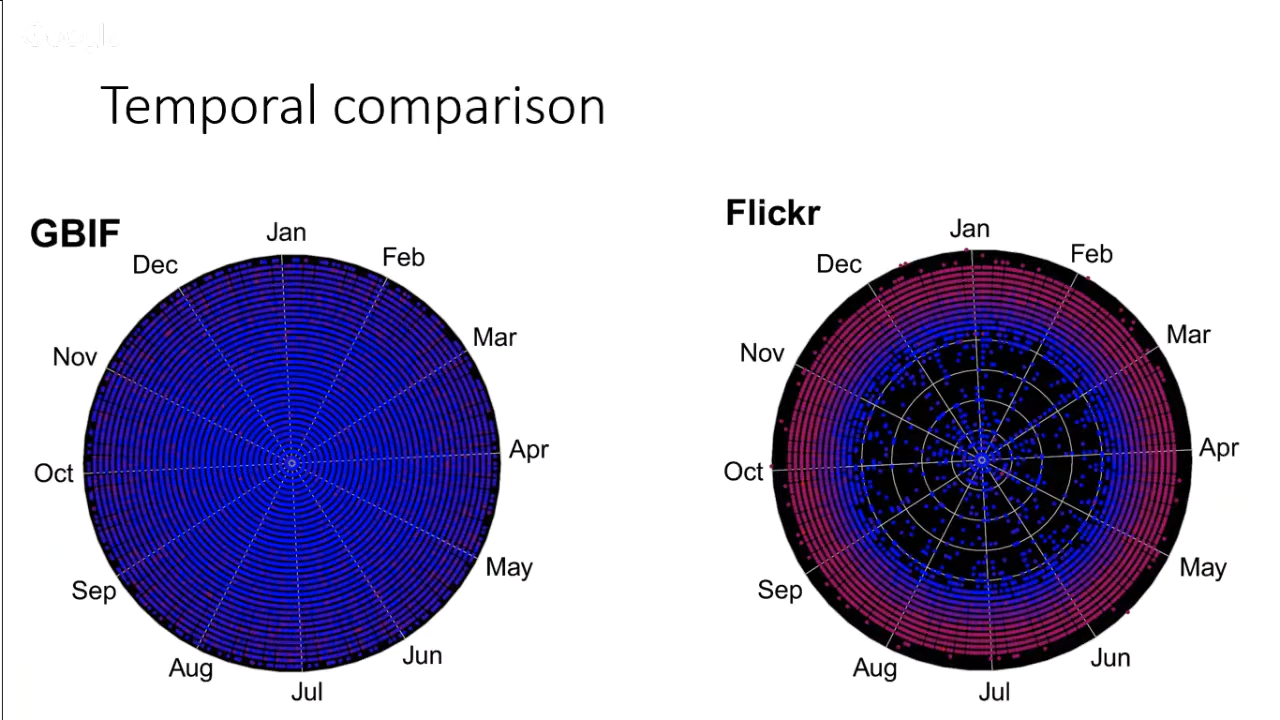 Google
Temporal comparison
GBIF
Jan
Feb
Mar
Apr
May
Jun
Jul
Aug
Sep
Oct
Nov
Dec
Flickr
Jan
Feb
Mar
Apr
May
Jun
Jul
Aug
Sep
Oct
Nov
Dec